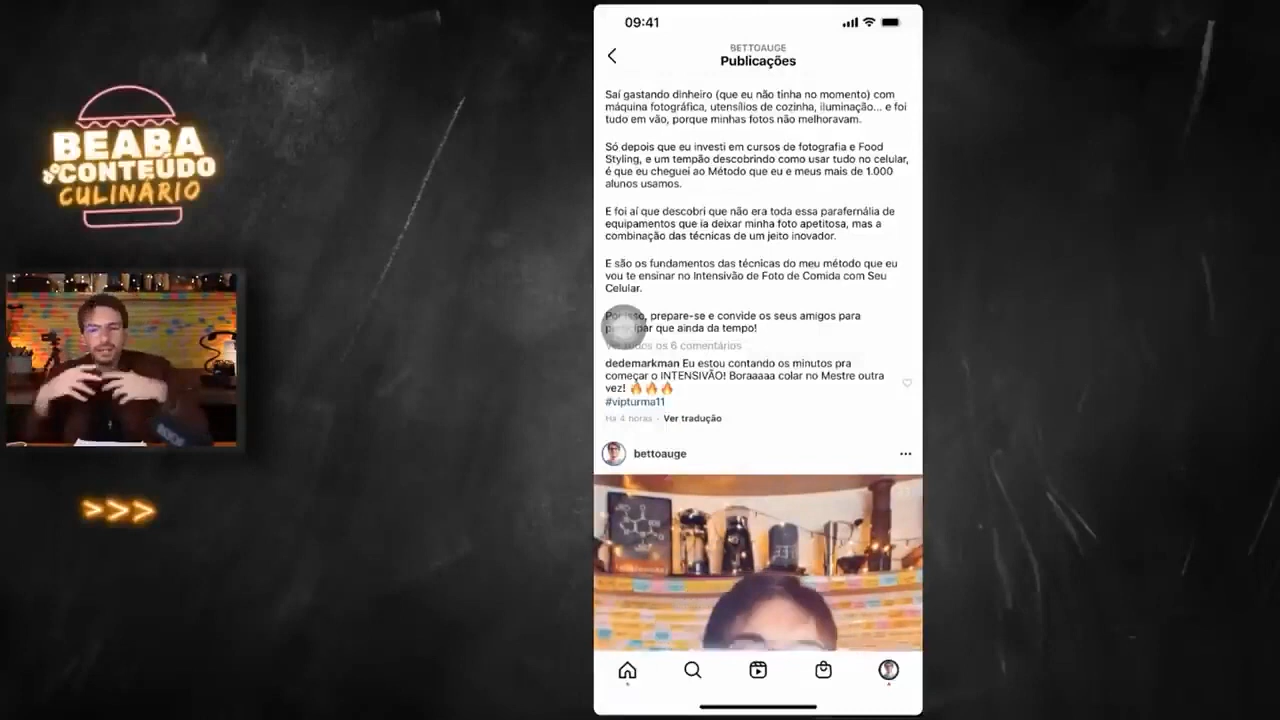 BEABA
DE CONTEÚDO
CULINÁRIO
>>>
09:41
BETTOAUGE
Publicações
Saí gastando dinheiro (que eu não tinha no momento) com
máquina fotográfica, utensílios de cozinha, iluminação... e foi
tudo em vão, porque minhas fotos não melhoravam.
Só depois que eu investi em cursos de fotografia e Food
Styling, e um tempão descobrindo como usar tudo no celular,
é que eu cheguei ao Método que eu e meus mais de 1.000
alunos usamos.
E foi aí que descobri que não era toda essa parafernália de
equipamentos que ia deixar minha foto apetitosa, mas a
combinação das técnicas de um jeito inovador.
E são os fundamentos das técnicas do meu método que eu
vou te ensinar no Intensivão de Foto de Comida com Seu
Celular.
Por isso, prepare-se e convide os seus amigos para
participar que ainda da tempo!
Ver todos os 6 comentários
dedemarkman Eu estou contando os minutos pra
começar o INTENSIVÃO! Boraaaaa colar no Mestre outra
vez! 🔥🔥🔥
#vipturma11
Há 4 horas · Ver tradução
bettoauge